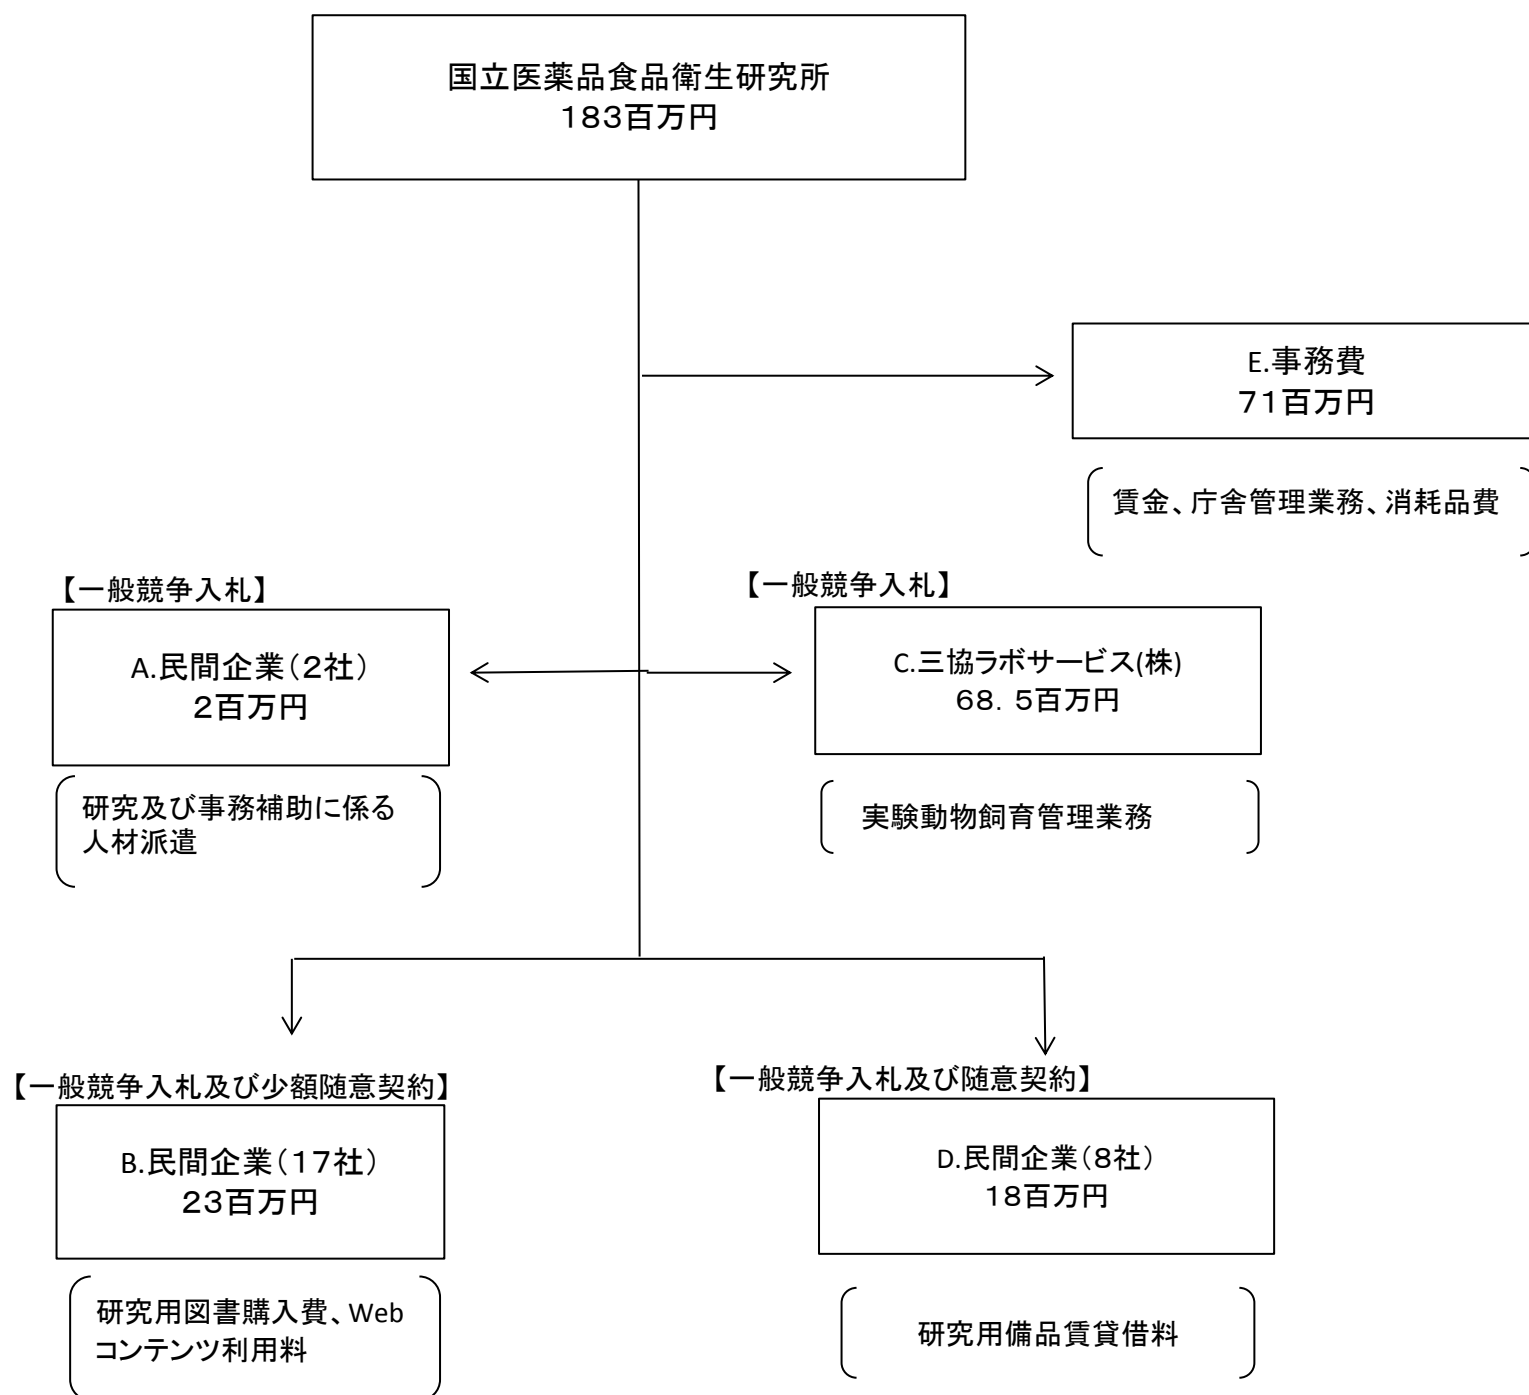 国立医薬品食品衛生研究所
183百万円
E.事務費
71百万円
賃金、庁舎管理業務、消耗品費
【一般競争入札】
A.民間企業（2社）
2百万円
研究及び事務補助に係る
人材派遣
【一般競争入札】
C.三協ラボサービス(株)
68．5百万円
実験動物飼育管理業務
【一般競争入札及び少額随意契約】
B.民間企業（17社）
23百万円
研究用図書購入費、Web
コンテンツ利用料
【一般競争入札及び随意契約】
D.民間企業（8社）
18百万円
研究用備品賃貸借料